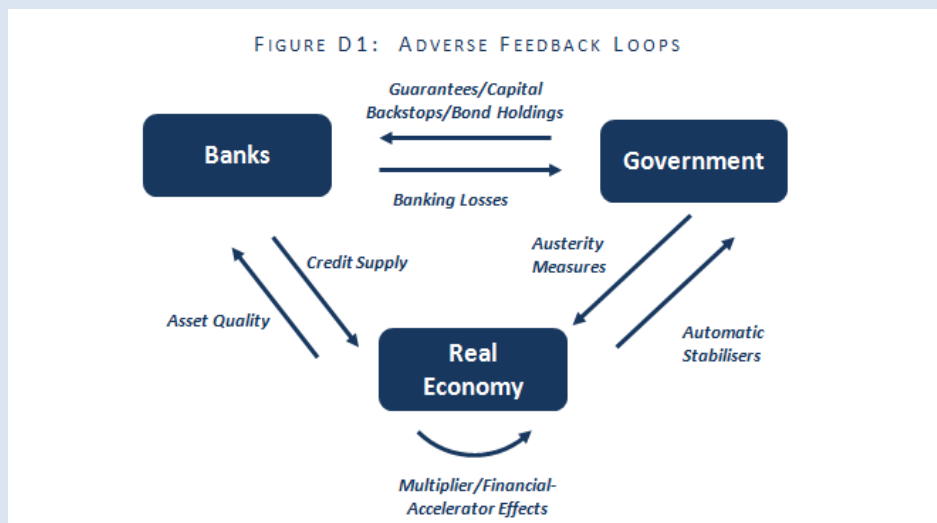 FIGURE D1: ADVERSE FEEDBACK LOOPS
Guarantees/Capital
Backstops/Bond Holdings
Banks
Government
Banking Losses
Austerity
Measures
Credit Supply
Asset Quality
Automatic
Stabilisers
Real
Economy
Multiplier/Financial-
Accelerator Effects